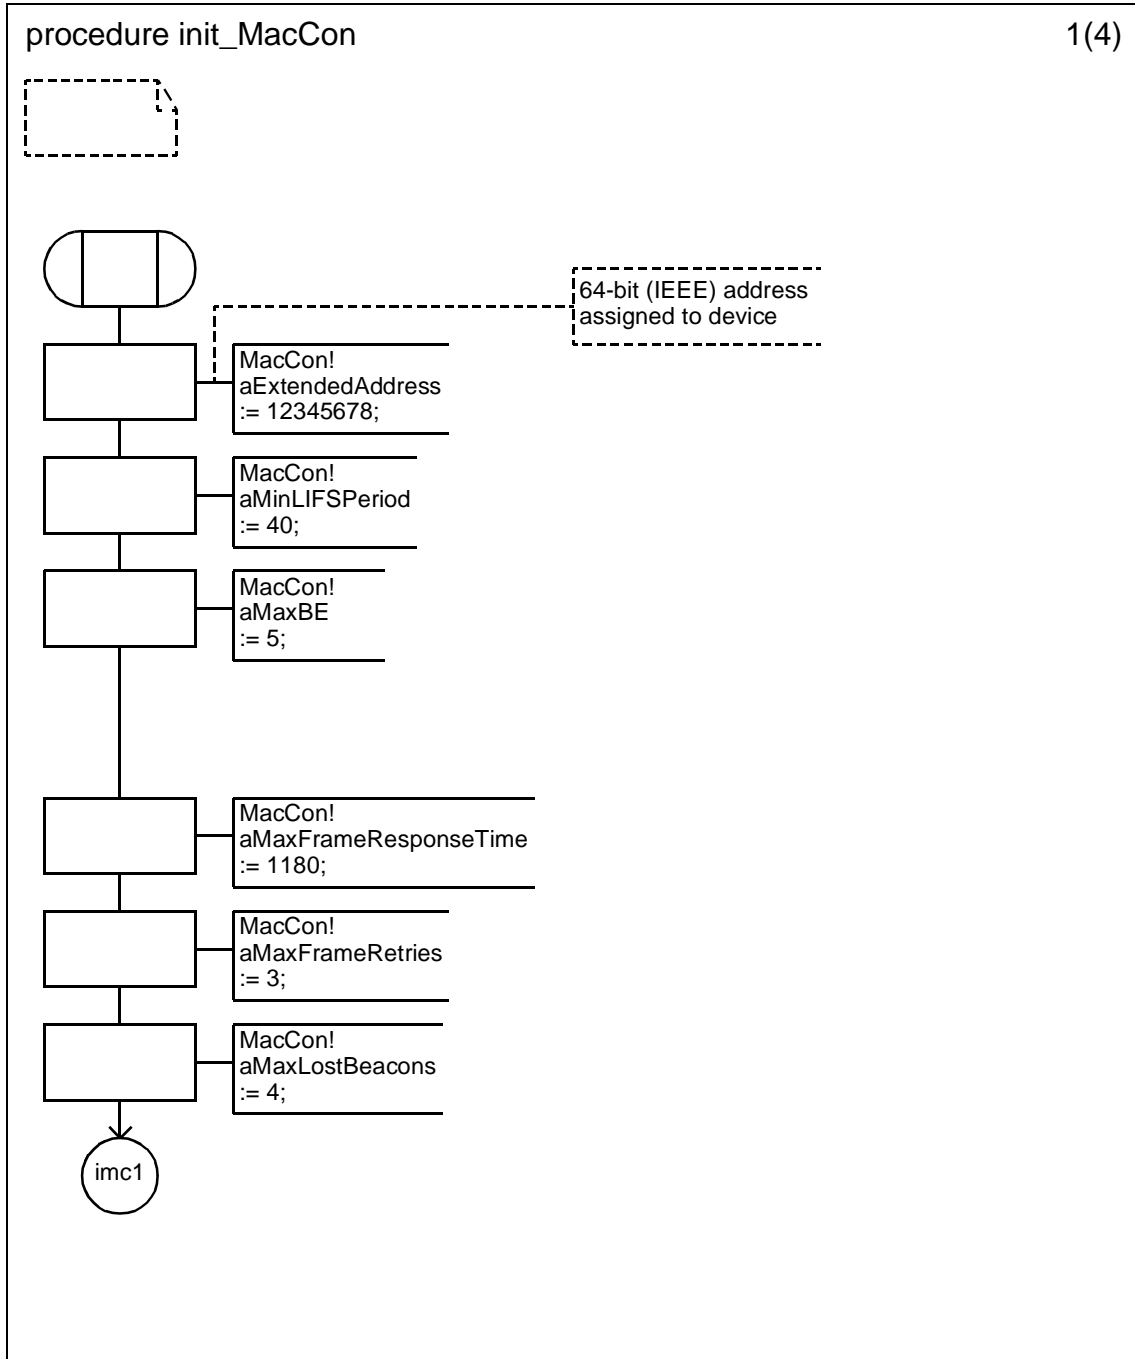 procedure init_MacCon
1(4)
64-bit (IEEE) address
assigned to device
MacCon!
aExtendedAddress
:= 12345678;
MacCon!
aMinLIFSPeriod
:= 40;
MacCon!
aMaxBE
:= 5;
MacCon!
aMaxFrameResponseTime
:= 1180;
MacCon!
aMaxFrameRetries
:= 3;
MacCon!
aMaxLostBeacons
:= 4;
imc1